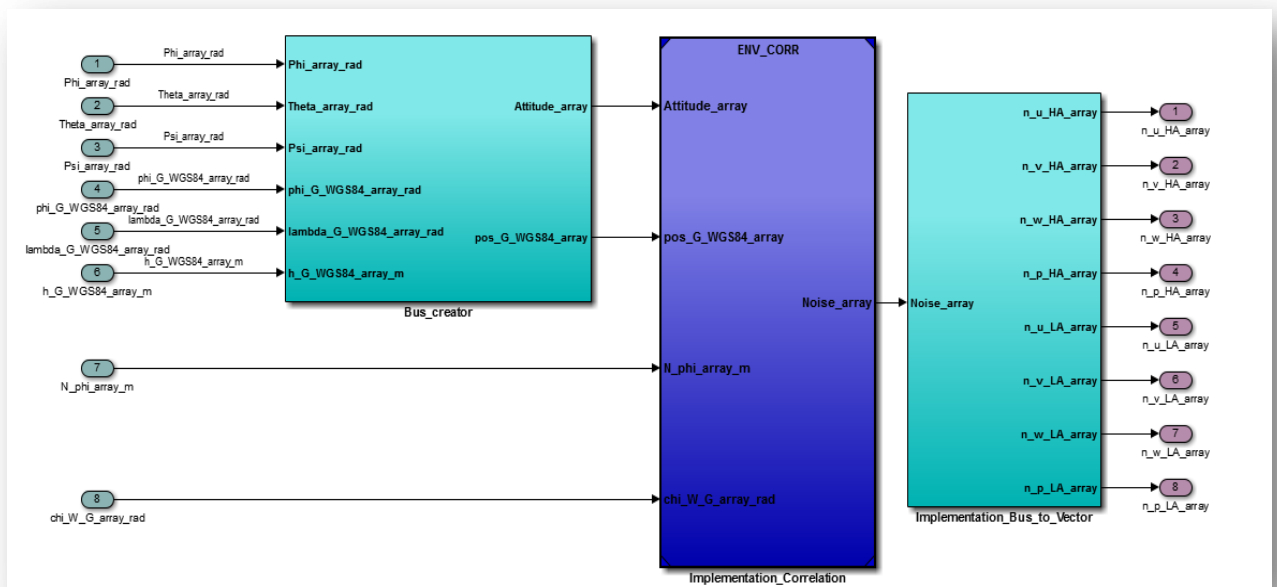 1
Phi_array_rad
Phi_array_rad
2
Theta_array_rad
Theta_array_rad
3
Psi_array_rad
Psi_array_rad
4
phi_G_WGS84_array_rad
phi_G_WGS84_array_rad
5
lambda_G_WGS84_array_rad
lambda_G_WGS84_array_rad
6
h_G_WGS84_array_m
h_G_WGS84_array_m
Phi_array_rad
Theta_array_rad
Psi_array_rad
phi_G_WGS84_array_rad
lambda_G_WGS84_array_rad
h_G_WGS84_array_m
Attitude_array
pos_G_WGS84_array
Bus_creator
7
N_phi_array_m
8
chi_W_G_array_rad
ENV_CORR
Attitude_array
pos_G_WGS84_array
Noise_array
N_phi_array_m
chi_W_G_array_rad
Implementation_Correlation
Noise_array
n_u_HA_array
n_v_HA_array
n_w_HA_array
n_p_HA_array
n_u_LA_array
n_v_LA_array
n_w_LA_array
n_p_LA_array
Implementation_Bus_to_Vector
1
n_u_HA_array
2
n_v_HA_array
3
n_w_HA_array
4
n_p_HA_array
5
n_u_LA_array
6
n_v_LA_array
7
n_w_LA_array
8
n_p_LA_array